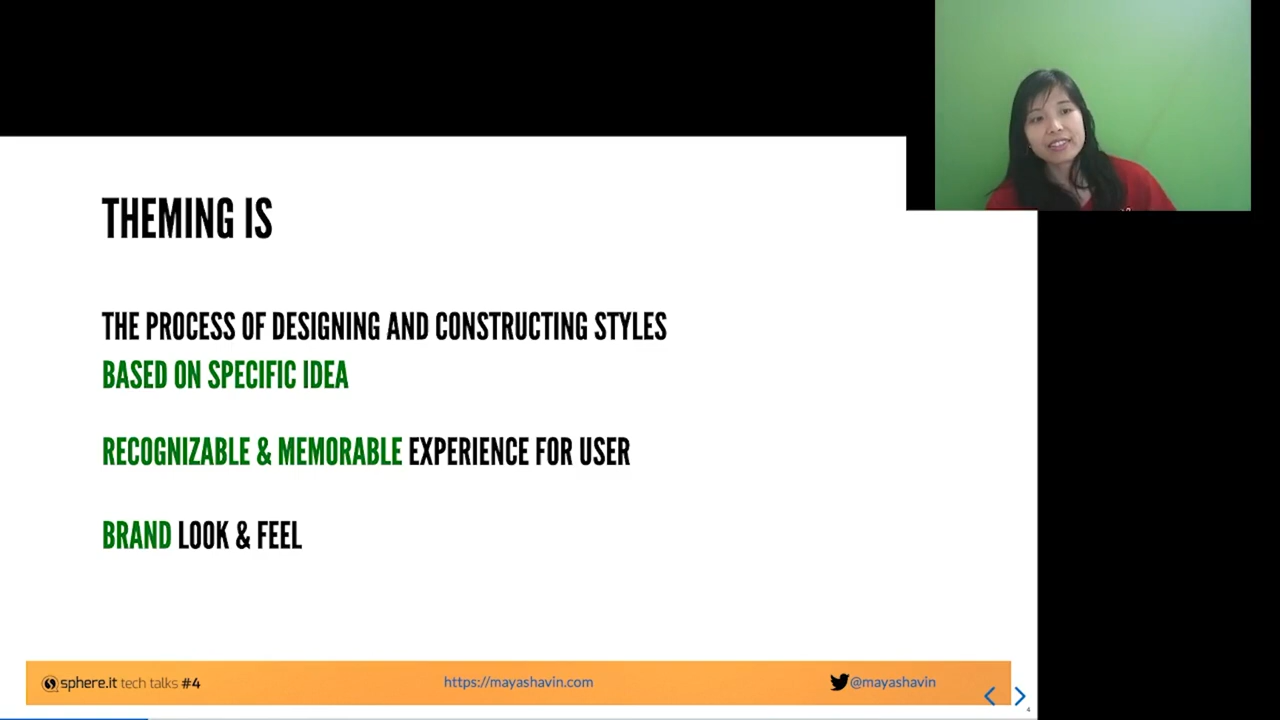 THEMING IS
THE PROCESS OF DESIGNING AND CONSTRUCTING STYLES
BASED ON SPECIFIC IDEA
RECOGNIZABLE & MEMORABLE EXPERIENCE FOR USER
BRAND LOOK & FEEL
sphere.it tech talks #4
https://mayashavin.com
@mayashavin
4